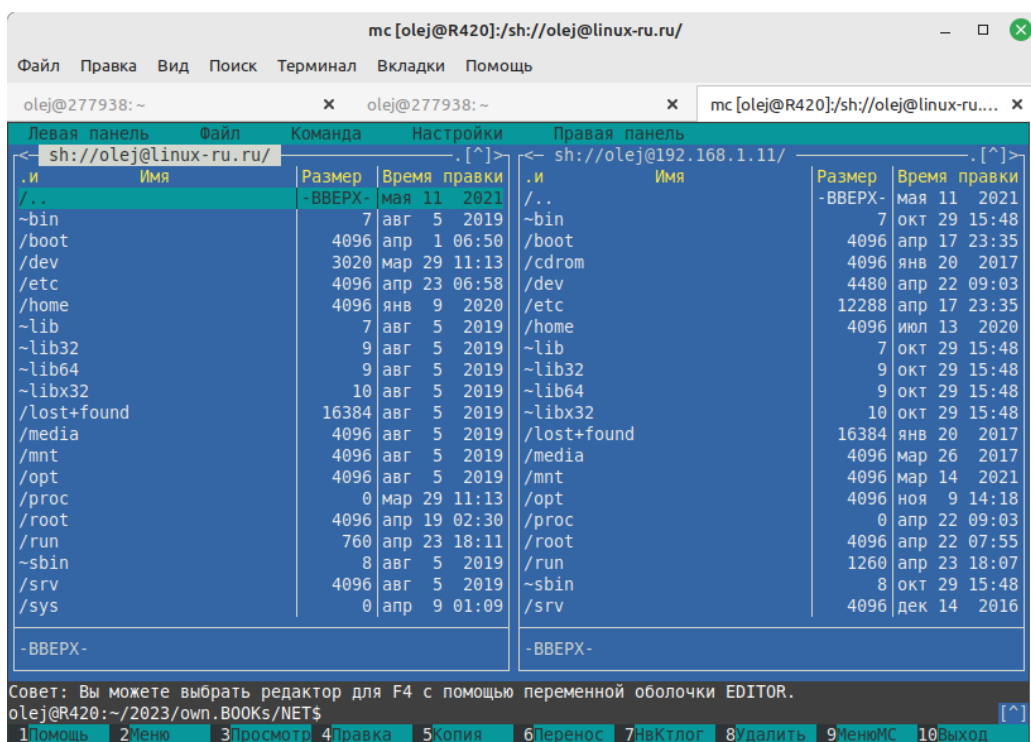 mc [olej@R420]:/sh://olej@linux-ru.ru/
Файл Правка Вид Поиск Терминал Вкладки Помощь
olej@277938: ~ × olej@277938: ~ × mc [olej@R420]:/sh://olej@linux-ru.... ×
Левая панель Файл Команда Настройки Правая панель
<─ sh://olej@linux-ru.ru/ .[^]> <─ sh://olej@192.168.1.11/ .[^]>
.и Имя Размер Время правки .и Имя Размер Время правки
/.. -ВВЕРХ- мая 11 2021 /.. -ВВЕРХ- мая 11 2021
~bin 7 авг 5 2019 ~bin 7 окт 29 15:48
/boot 4096 апр 1 06:50 /boot 4096 апр 17 23:35
/dev 3020 мар 29 11:13 /cdrom 4096 янв 20 2017
/etc 4096 апр 23 06:58 /dev 4480 апр 22 09:03
/home 4096 янв 9 2020 /etc 12288 апр 17 23:35
~lib 7 авг 5 2019 /home 4096 июл 13 2020
~lib32 9 авг 5 2019 ~lib 7 окт 29 15:48
~lib64 9 авг 5 2019 ~lib32 9 окт 29 15:48
~libx32 10 авг 5 2019 ~lib64 9 окт 29 15:48
/lost+found 16384 авг 5 2019 ~libx32 10 окт 29 15:48
/media 4096 авг 5 2019 /lost+found 16384 янв 20 2017
/mnt 4096 авг 5 2019 /media 4096 мар 26 2017
/opt 4096 авг 5 2019 /mnt 4096 мар 14 2021
/proc 0 мар 29 11:13 /opt 4096 ноя 9 14:18
/root 4096 апр 19 02:30 /proc 0 апр 22 09:03
/run 760 апр 23 18:11 /root 4096 апр 22 07:55
~sbin 8 авг 5 2019 /run 1260 апр 23 18:07
/srv 4096 авг 5 2019 ~sbin 8 окт 29 15:48
/sys 0 апр 9 01:09 /srv 4096 дек 14 2016
-ВВЕРХ- -ВВЕРХ-
Совет: Вы можете выбрать редактор для F4 с помощью переменной оболочки EDITOR.
olej@R420:~/2023/own.BOOKs/NET$ [^]
1Помощь 2Меню 3Просмотр 4Правка 5Копия 6Перенос 7НвКтлог 8Удалить 9МенюMC 10Выход